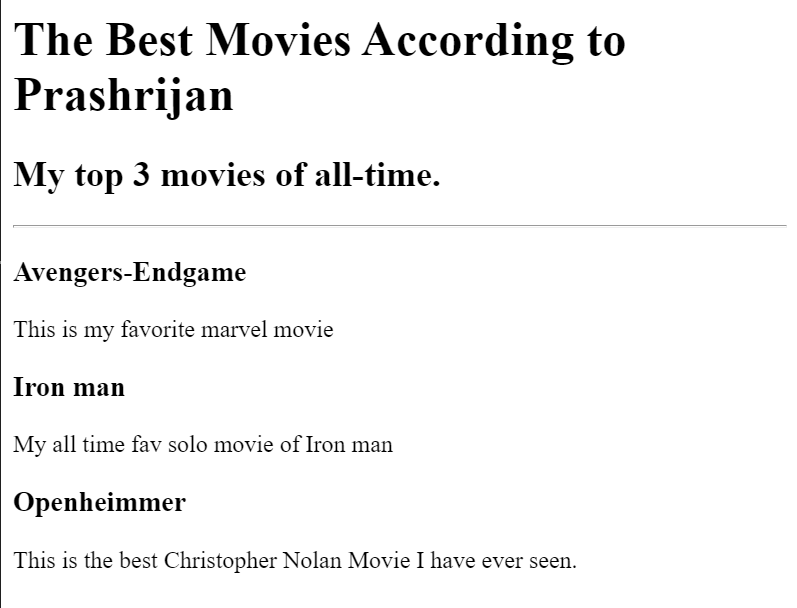 The Best Movies According to
Prashrijan
My top 3 movies of all-time.
Avengers-Endgame
This is my favorite marvel movie
Iron man
My all time fav solo movie of Iron man
Openheimmer
This is the best Christopher Nolan Movie I have ever seen.